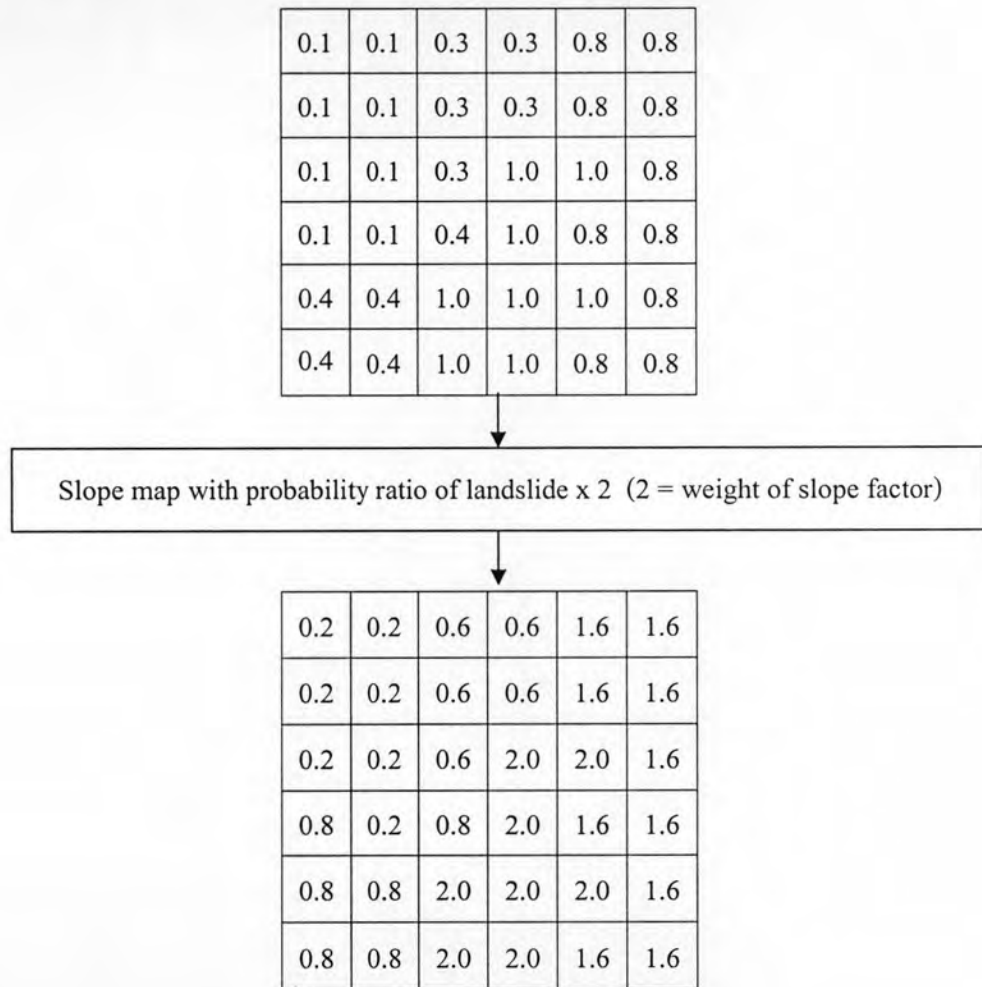 0.1 0.1 0.3 0.3 0.8 0.8
0.1 0.1 0.3 0.3 0.8 0.8
0.1 0.1 0.3 1.0 1.0 0.8
0.1 0.1 0.4 1.0 0.8 0.8
0.4 0.4 1.0 1.0 1.0 0.8
0.4 0.4 1.0 1.0 0.8 0.8
Slope map with probability ratio of landslide x 2 (2 = weight of slope factor)
0.2 0.2 0.6 0.6 1.6 1.6
0.2 0.2 0.6 0.6 1.6 1.6
0.2 0.2 0.6 2.0 2.0 1.6
0.8 0.2 0.8 2.0 1.6 1.6
0.8 0.8 2.0 2.0 2.0 1.6
0.8 0.8 2.0 2.0 1.6 1.6